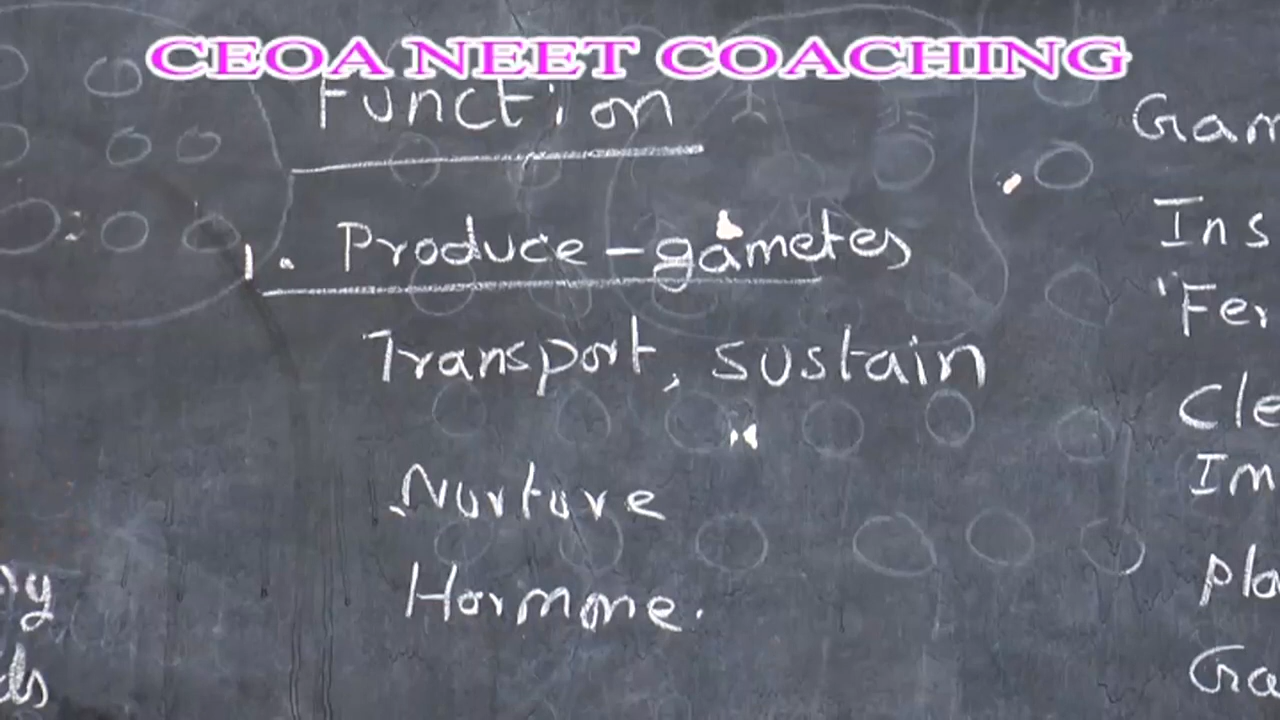 CEOA NEET COACHING
Function
1. Produce - gametes
Transport, sustain
Nurture
Hormone.
Gam
Ins
'Fer
Cle
Im
pla
Ga